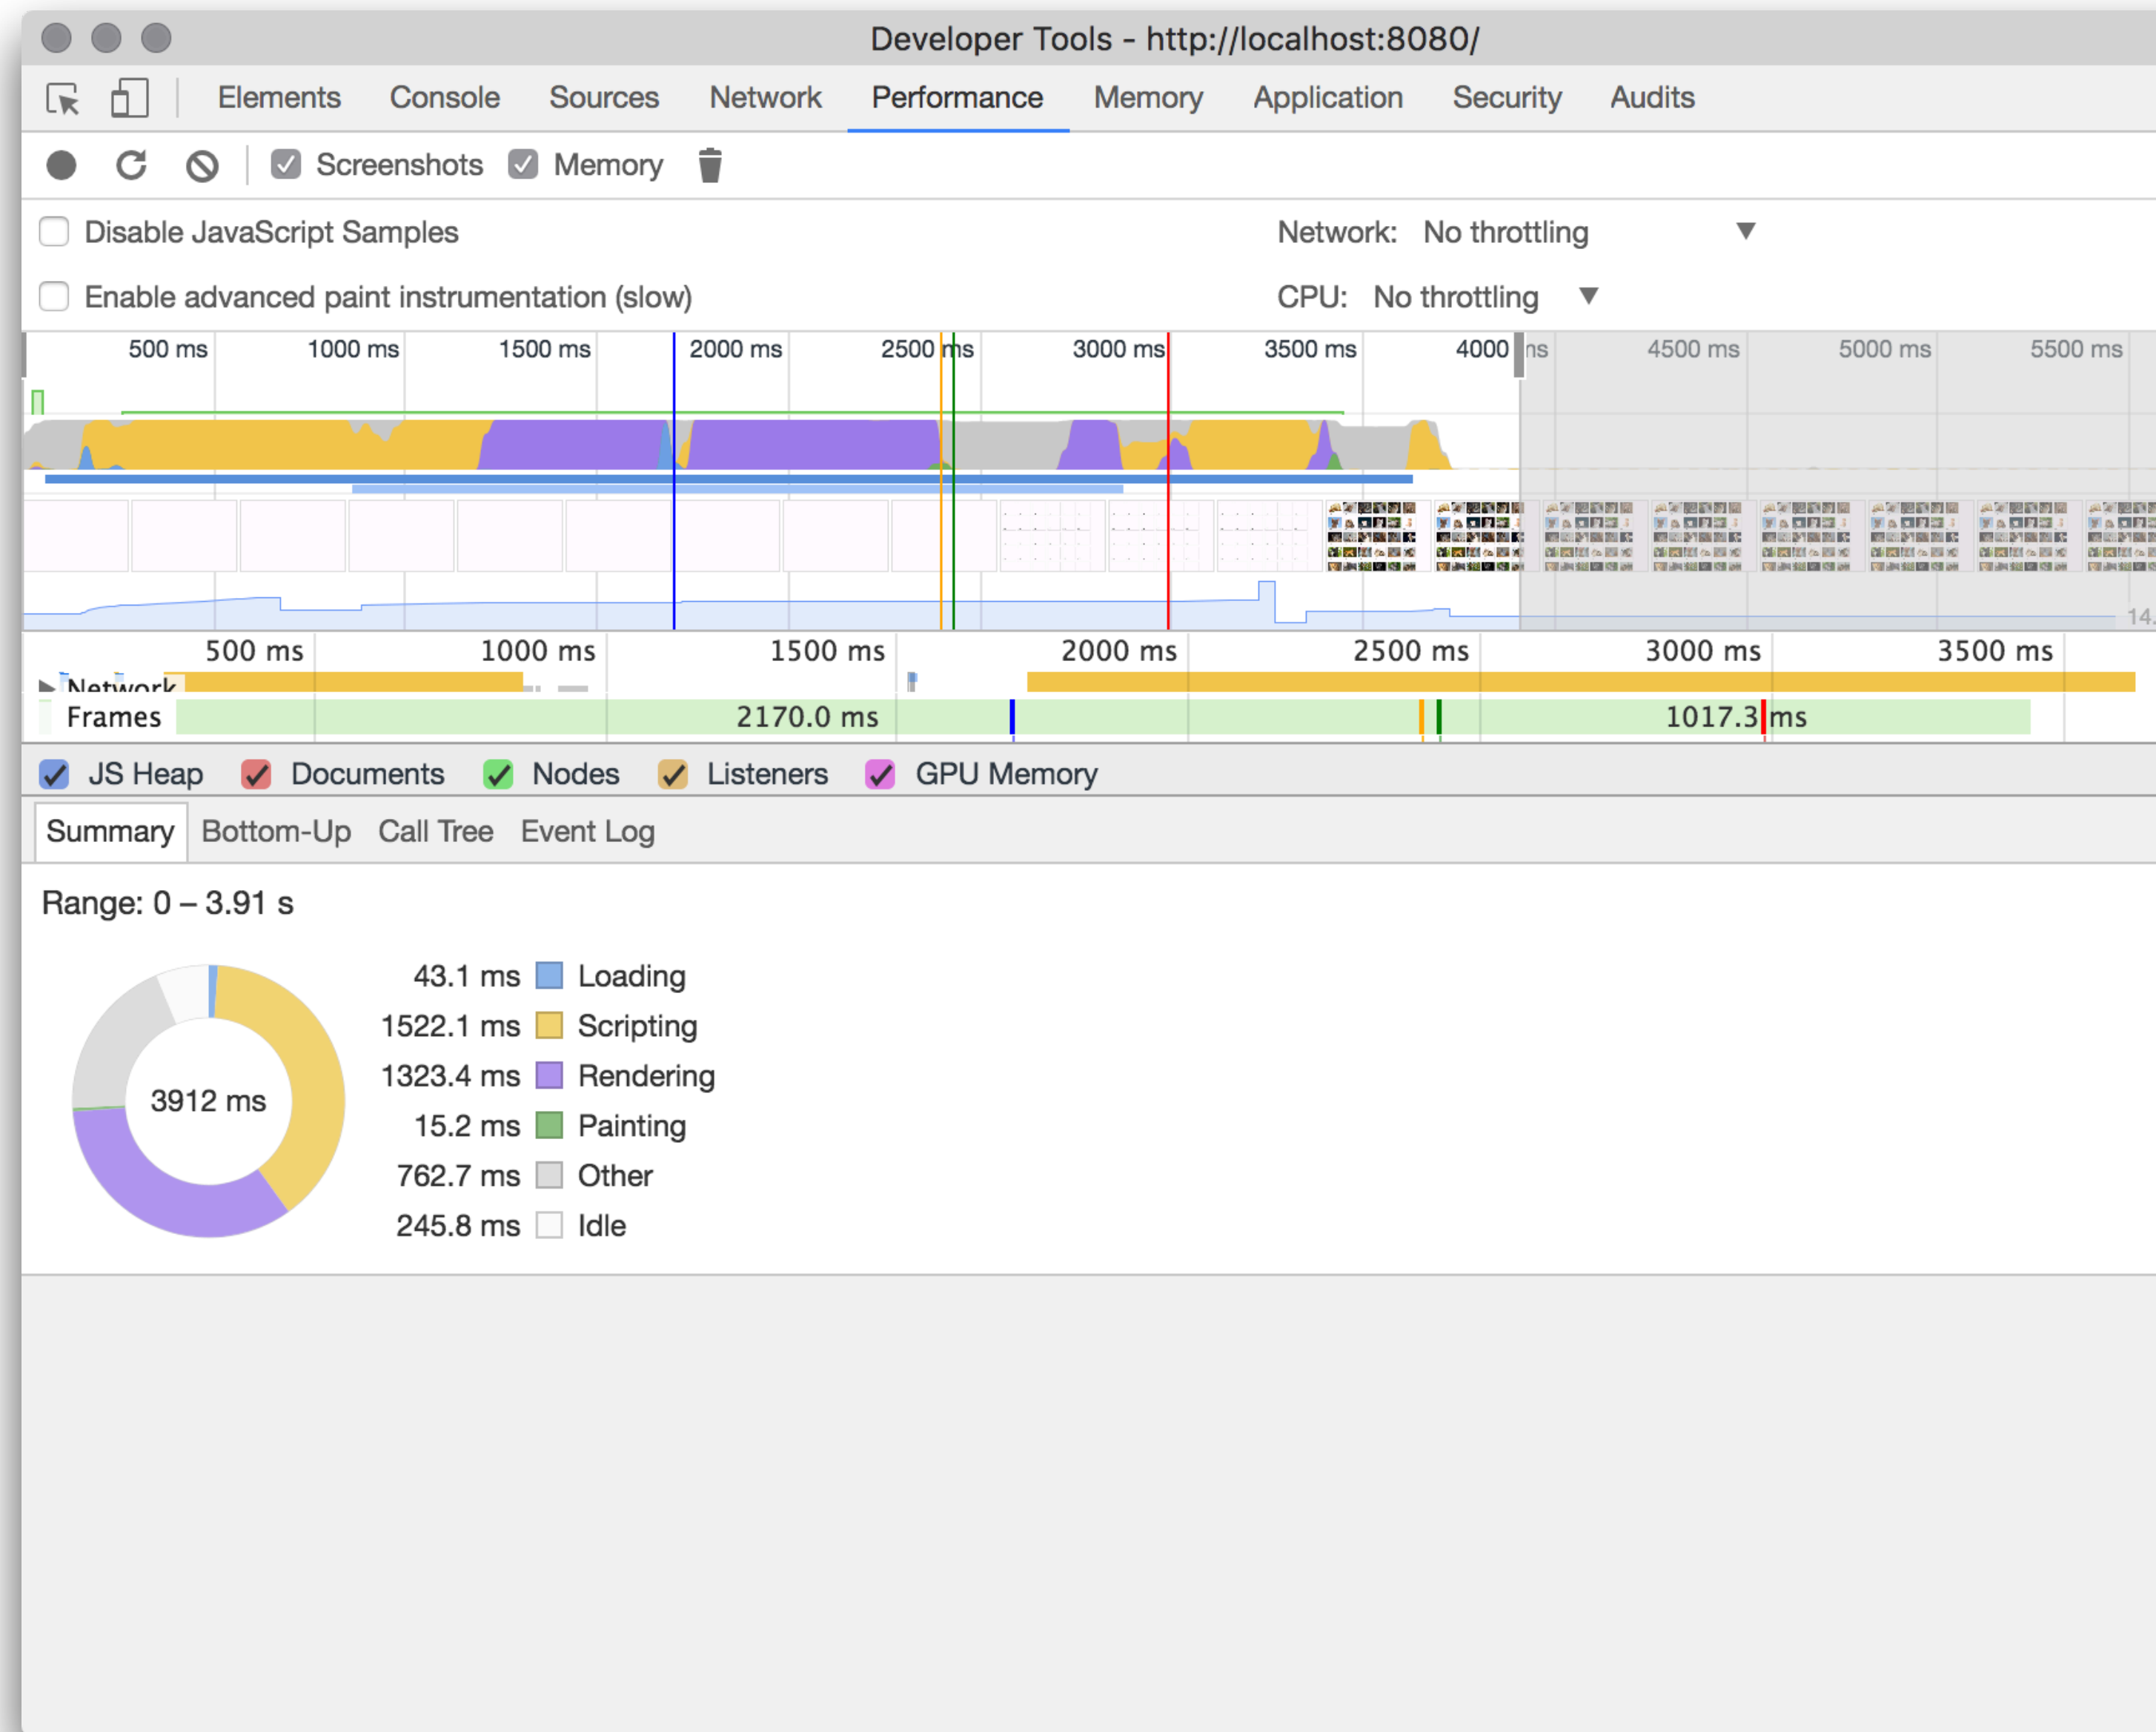 Developer Tools - http://localhost:8080/
Elements Console Sources Network Performance Memory Application Security Audits
Screenshots Memory
Disable JavaScript Samples Network: No throttling
Enable advanced paint instrumentation (slow) CPU: No throttling
500 ms 1000 ms 1500 ms 2000 ms 2500 ms 3000 ms 3500 ms 4000 ms 4500 ms 5000 ms 5500 ms
14.
500 ms 1000 ms 1500 ms 2000 ms 2500 ms 3000 ms 3500 ms
Network
Frames 2170.0 ms 1017.3 ms
JS Heap Documents Nodes Listeners GPU Memory
Summary Bottom-Up Call Tree Event Log
Range: 0 – 3.91 s
43.1 ms Loading
1522.1 ms Scripting
1323.4 ms Rendering
3912 ms
15.2 ms Painting
762.7 ms Other
245.8 ms Idle